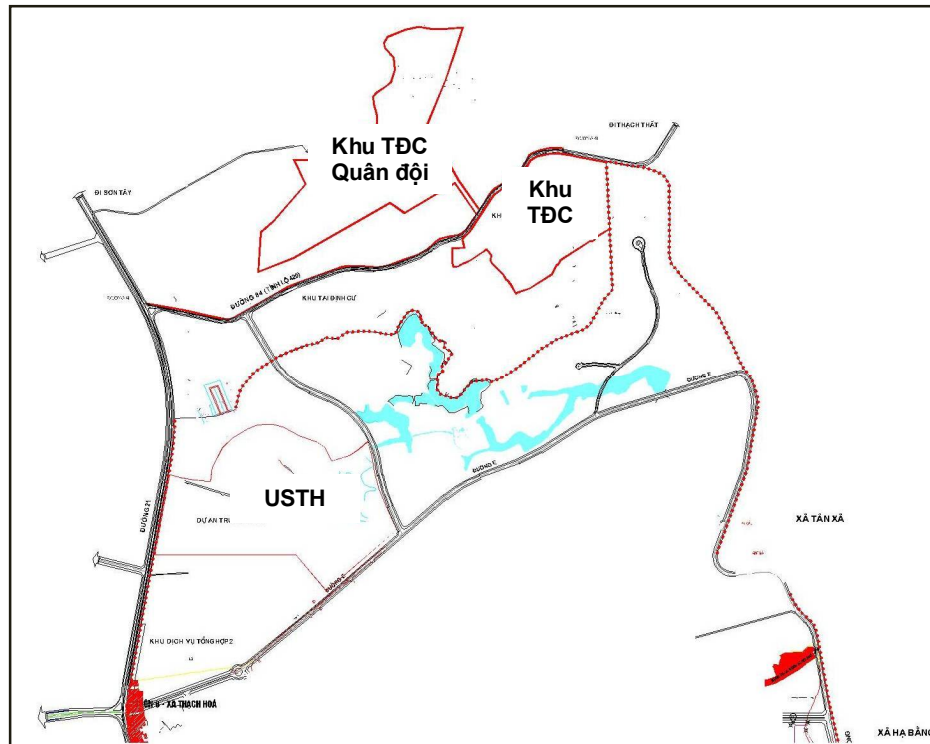 ĐI THẠCH THẤT
Khu TĐC
Quân đội
Khu
TĐC
KH
ĐI SƠN TÂY
ĐƯỜNG 84 (TỈNH LỘ 420)
KHU TÁI ĐỊNH CƯ
ĐƯỜNG E
ĐƯỜNG E
USTH
ĐƯỜNG 21
DỰ ÁN TRƯ
XÃ TÂN XÃ
ĐƯỜNG E
KHU DỊCH VỤ TỔNG HỢP 2
XÃ THẠCH HOÀ
XÃ HẠ BẰNG